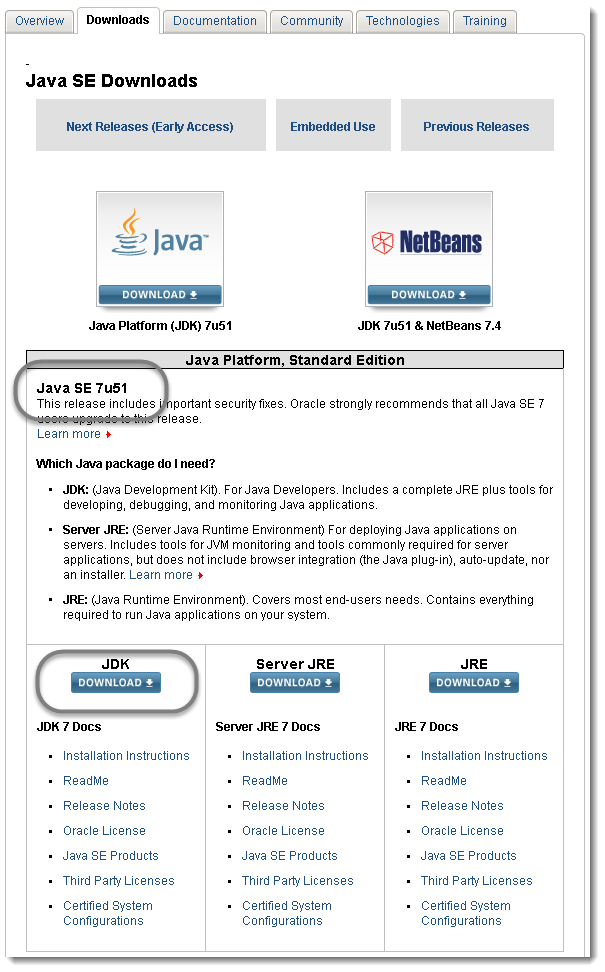 Overview Downloads Documentation Community Technologies Training
-
Java SE Downloads
Next Releases (Early Access) Embedded Use Previous Releases
Java™ NetBeans
DOWNLOAD DOWNLOAD
Java Platform (JDK) 7u51 JDK 7u51 & NetBeans 7.4
Java Platform, Standard Edition
Java SE 7u51
This release includes important security fixes. Oracle strongly recommends that all Java SE 7
users upgrade to this release.
Learn more
Which Java package do I need?
• JDK: (Java Development Kit). For Java Developers. Includes a complete JRE plus tools for
developing, debugging, and monitoring Java applications.
• Server JRE: (Server Java Runtime Environment) For deploying Java applications on
servers. Includes tools for JVM monitoring and tools commonly required for server
applications, but does not include browser integration (the Java plug-in), auto-update, nor
an installer. Learn more
• JRE: (Java Runtime Environment). Covers most end-users needs. Contains everything
required to run Java applications on your system.
JDK Server JRE JRE
DOWNLOAD DOWNLOAD DOWNLOAD
JDK 7 Docs Server JRE 7 Docs JRE 7 Docs
• Installation Instructions • Installation Instructions • Installation Instructions
• ReadMe • ReadMe • ReadMe
• Release Notes • Release Notes • Release Notes
• Oracle License • Oracle License • Oracle License
• Java SE Products • Java SE Products • Java SE Products
• Third Party Licenses • Third Party Licenses • Third Party Licenses
• Certified System • Certified System • Certified System
Configurations Configurations Configurations